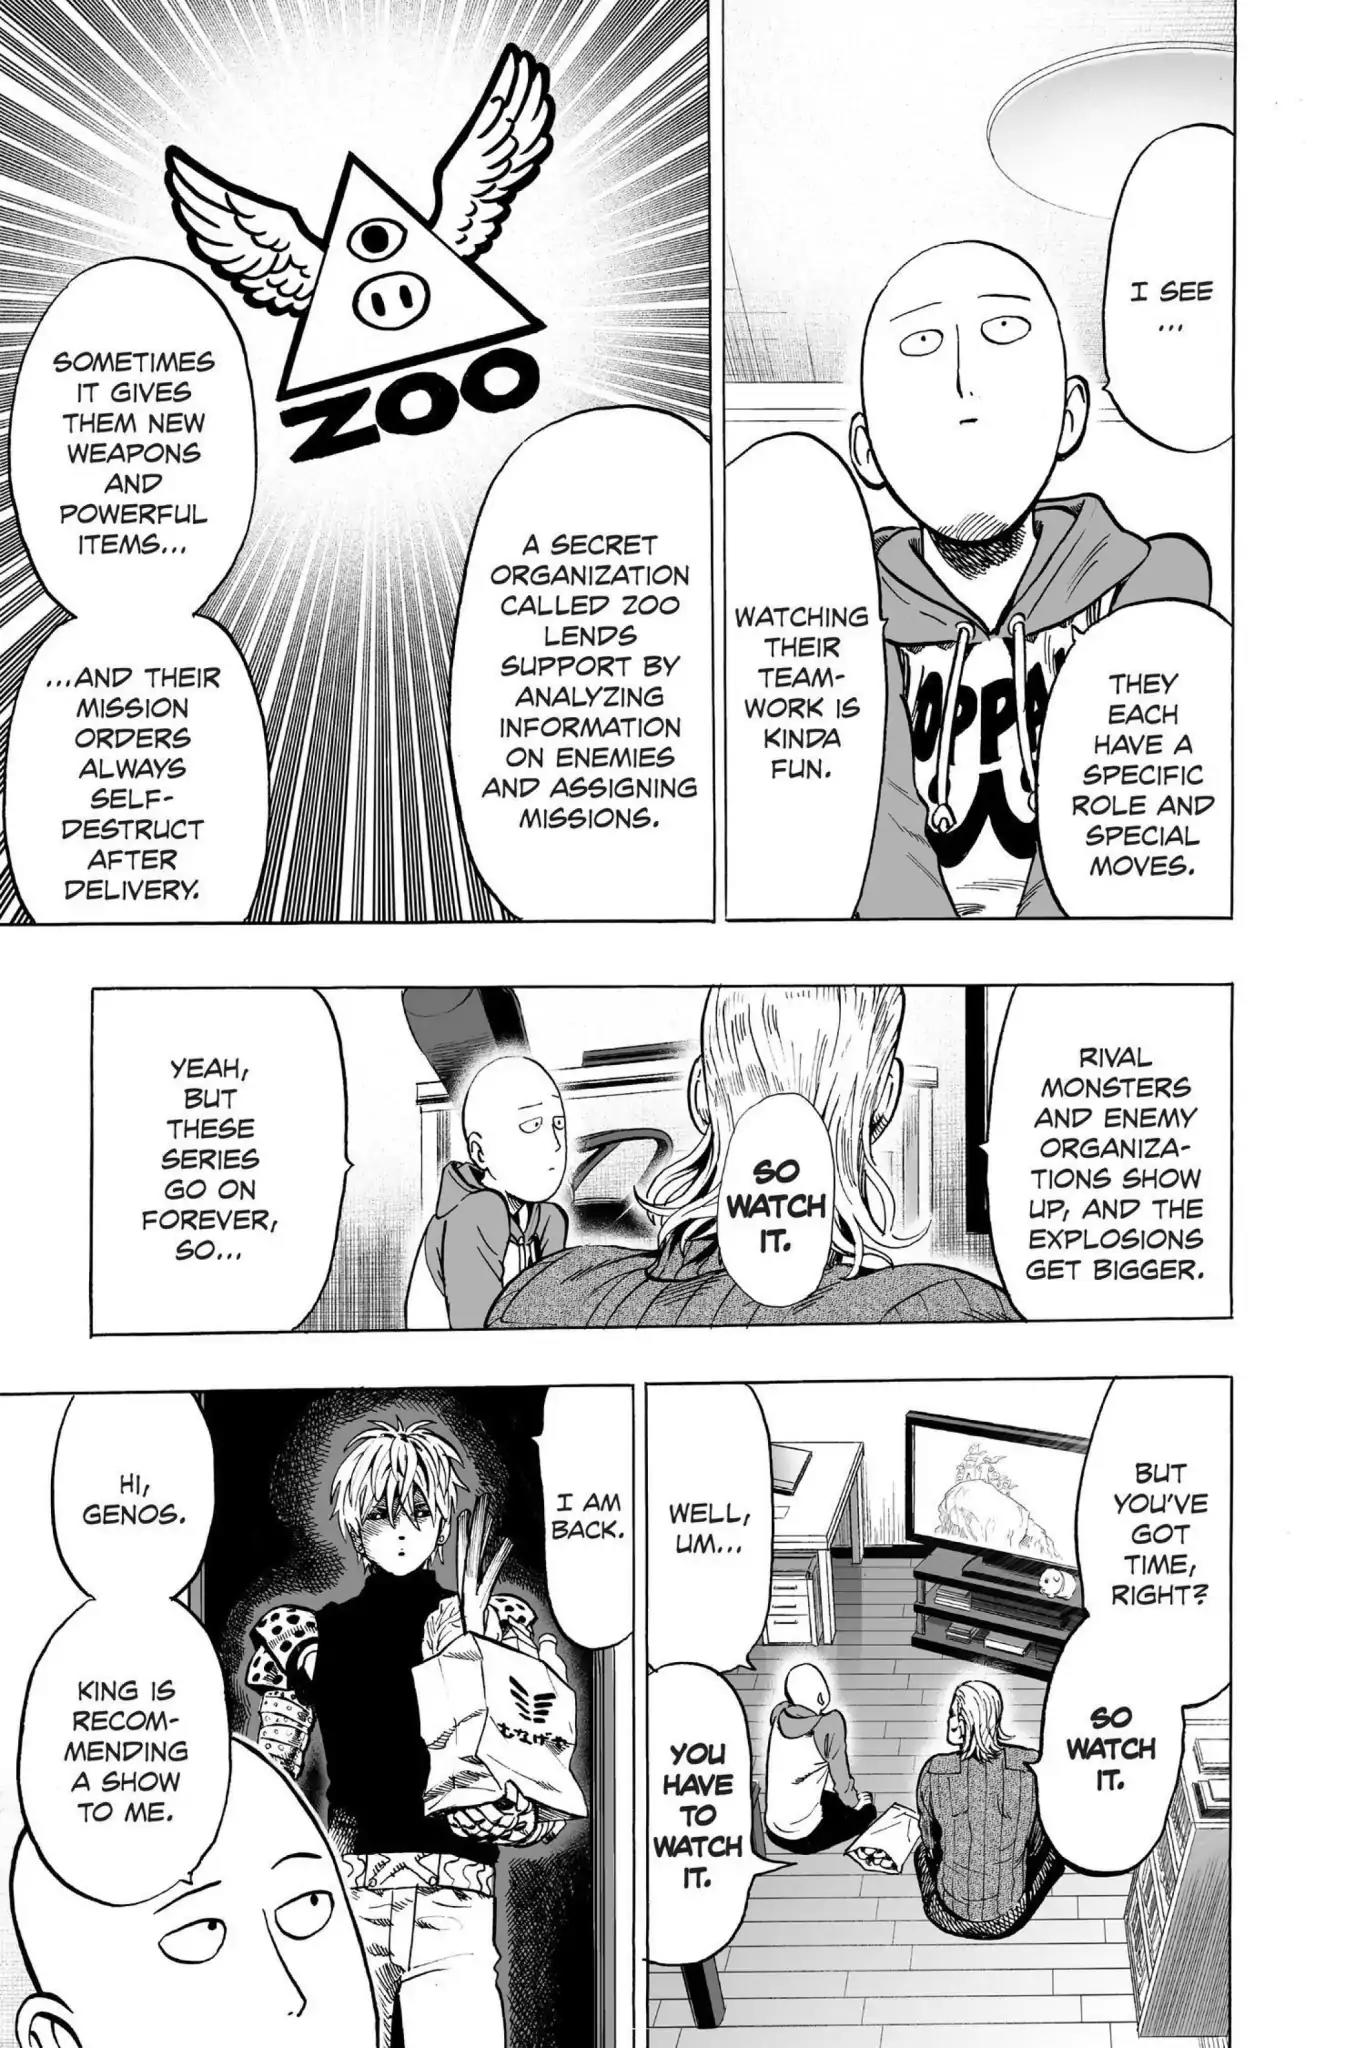 I SEE
...
THEY
EACH
HAVE A
SPECIFIC
ROLE AND
SPECIAL
MOVES.
WATCHING
THEIR
TEAM-
WORK IS
KINDA
FUN.
OPPA
ZOO
A SECRET
ORGANIZATION
CALLED ZOO
LENDS
SUPPORT BY
ANALYZING
INFORMATION
ON ENEMIES
AND ASSIGNING
MISSIONS.
SOMETIMES
IT GIVES
THEM NEW
WEAPONS
AND
POWERFUL
ITEMS...
...AND THEIR
MISSION
ORDERS
ALWAYS
SELF-
DESTRUCT
AFTER
DELIVERY.
RIVAL
MONSTERS
AND ENEMY
ORGANIZA-
TIONS SHOW
UP, AND THE
EXPLOSIONS
GET BIGGER.
SO
WATCH
IT.
YEAH,
BUT
THESE
SERIES
GO ON
FOREVER,
SO...
BUT
YOU'VE
GOT
TIME,
RIGHT?
SO
WATCH
IT.
WELL,
UM...
YOU
HAVE
TO
WATCH
IT.
I AM
BACK.
むなげや
HI,
GENOS.
KING IS
RECOM-
MENDING
A SHOW
TO ME.